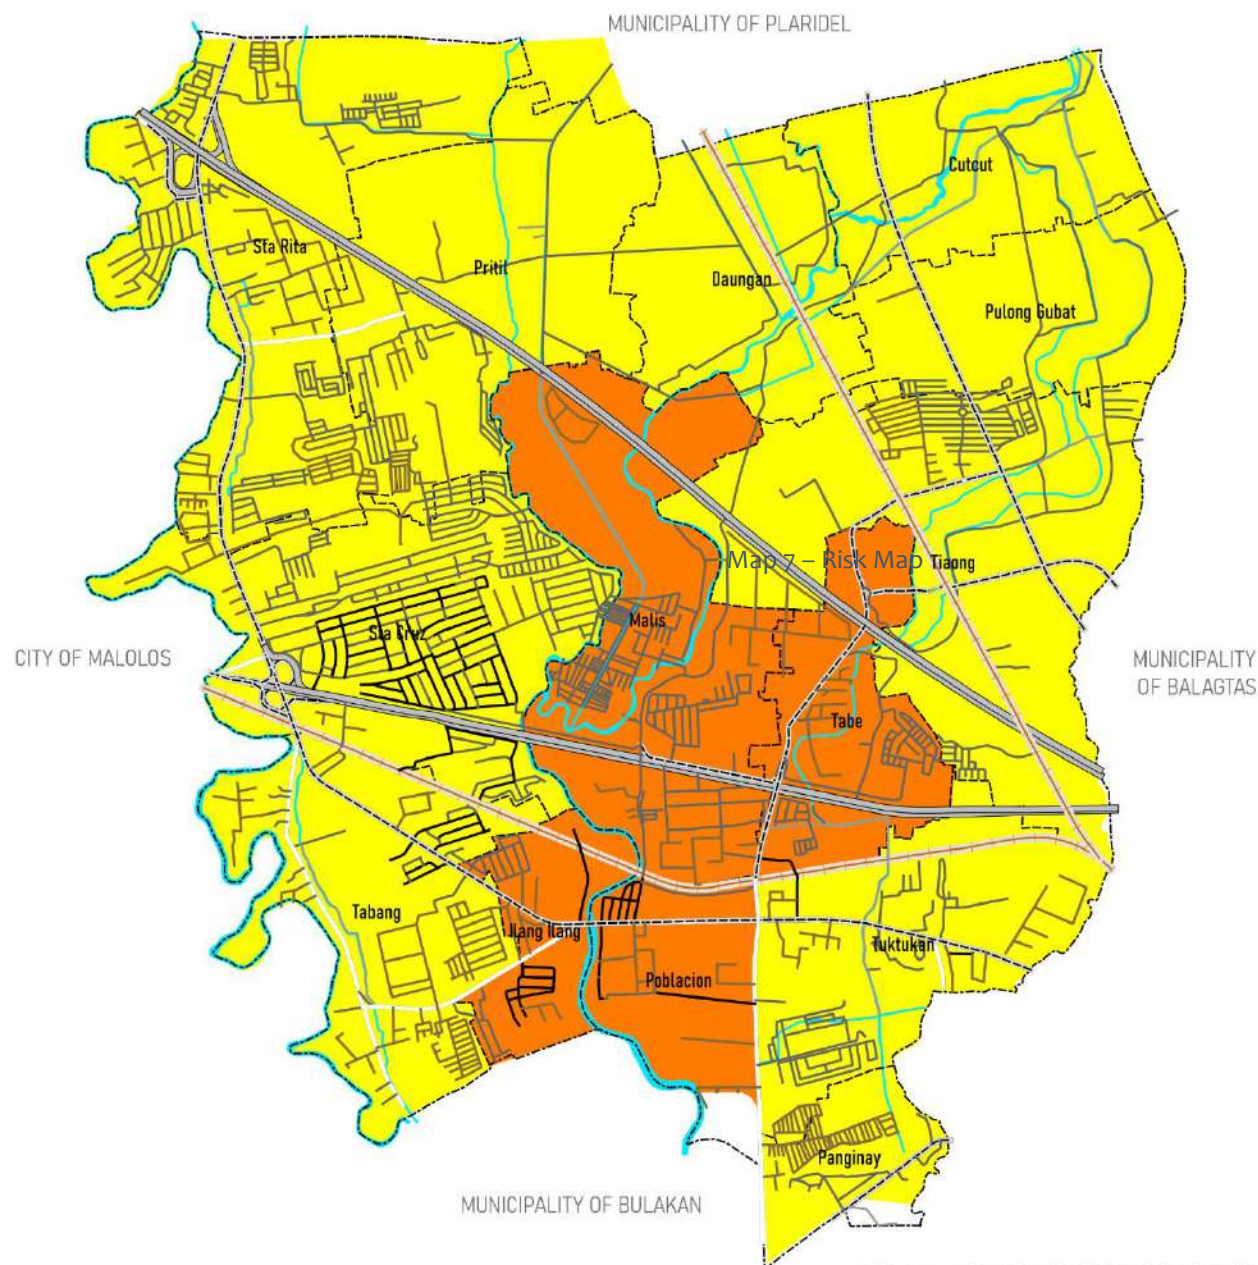 MUNICIPALITY OF PLARIDEL
Cutcut
Sta Rita
Pritil
Daungan
Pulong Gubat
Map 7 – Risk Map
Tiaong
Malis
Sta Cruz
CITY OF MALOLOS
MUNICIPALITY
OF BALAGTAS
Tabe
Tabang
Ilang Ilang
Tuktukan
Poblacion
Panginay
MUNICIPALITY OF BULAKAN